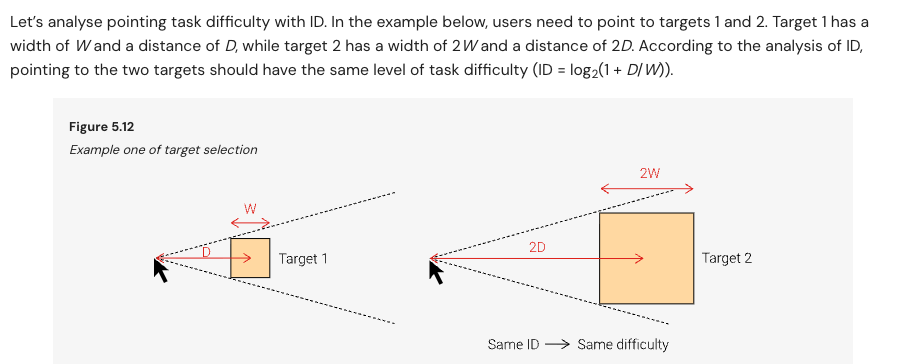 Let's analyse pointing task difficulty with ID. In the example below, users need to point to targets 1 and 2. Target 1 has a
width of W and a distance of D, while target 2 has a width of 2W and a distance of 2D. According to the analysis of ID,
pointing to the two targets should have the same level of task difficulty (ID = log₂(1 + D/W)).
Figure 5.12
Example one of target selection
W
D
Target 1
2W
2D
Target 2
Same ID ⟶ Same difficulty